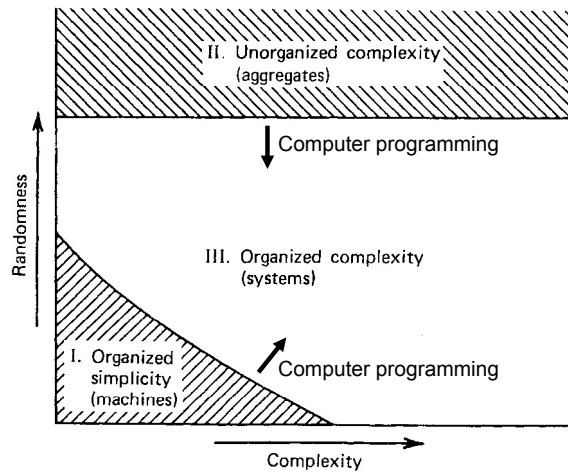 II. Unorganized complexity
(aggregates)
Computer programming
Randomness
III. Organized complexity
(systems)
I. Organized
simplicity
(machines)
Computer programming
Complexity